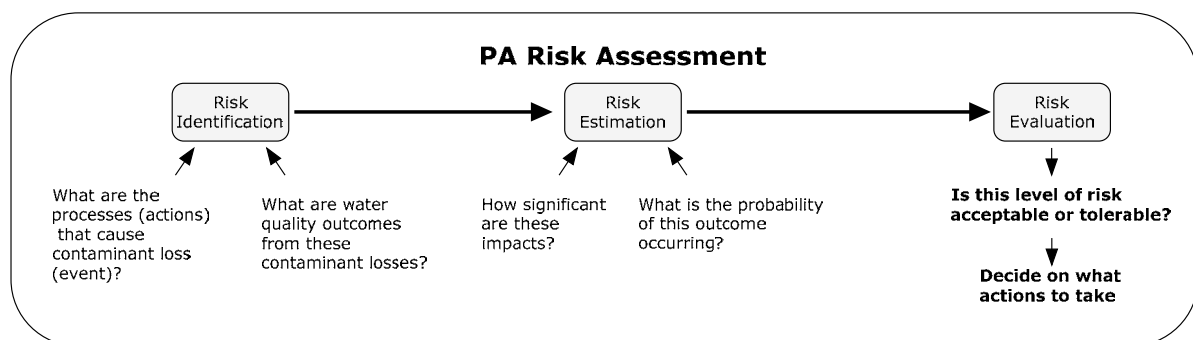 PA Risk Assessment
Risk
Identification
Risk
Estimation
Risk
Evaluation
What are the
processes (actions)
that cause
contaminant loss
(event)?
What are water
quality outcomes
from these
contaminant losses?
How significant
are these
impacts?
What is the probability
of this outcome
occurring?
Is this level of risk
acceptable or tolerable?
Decide on what
actions to take